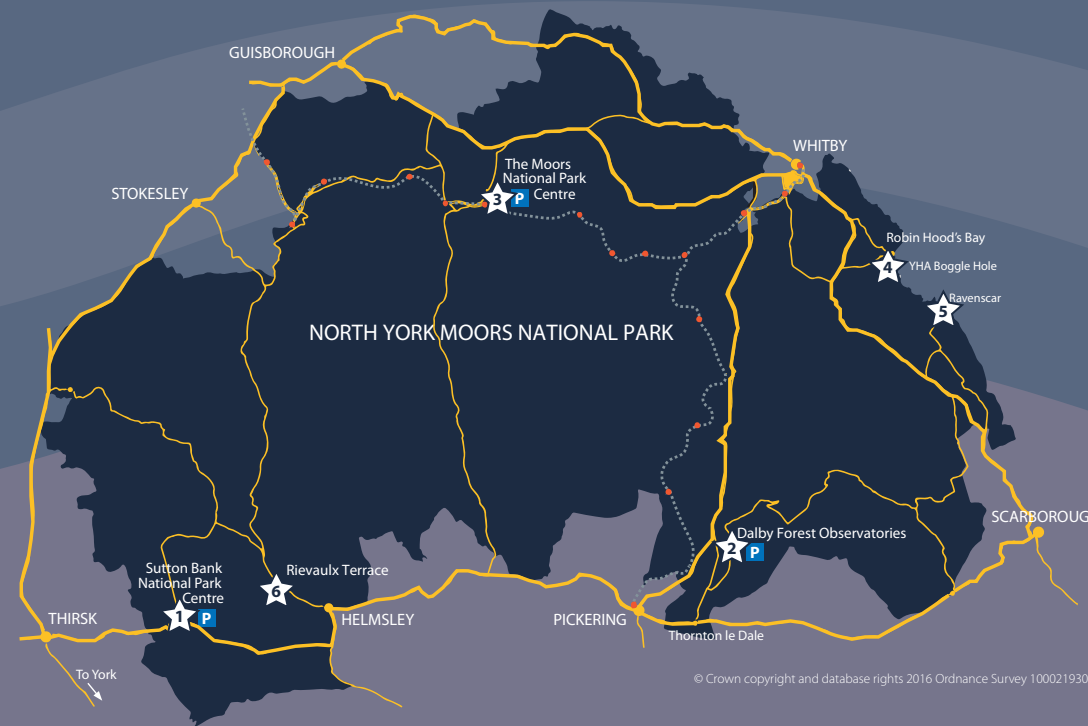 GUISBOROUGH
WHITBY
The Moors
National Park
Centre
3
P
STOKESLEY
Robin Hood's Bay
4
YHA Boggle Hole
Ravenscar
5
NORTH YORK MOORS NATIONAL PARK
SCARBOROUG
Dalby Forest Observatories
2
P
Sutton Bank
National Park
Centre
1
P
Rievaulx Terrace
6
THIRSK
HELMSLEY
PICKERING
Thornton le Dale
To York
© Crown copyright and database rights 2016 Ordnance Survey 100021930